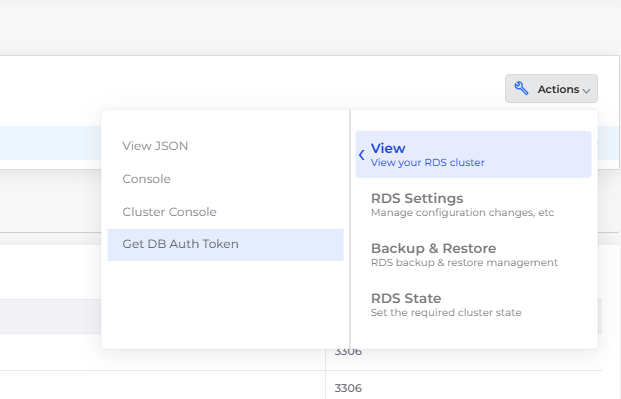 Actions
View JSON
Console
Cluster Console
Get DB Auth Token
View
View your RDS cluster
RDS Settings
Manage configuration changes, etc
Backup & Restore
RDS backup & restore management
RDS State
Set the required cluster state
3306
3306